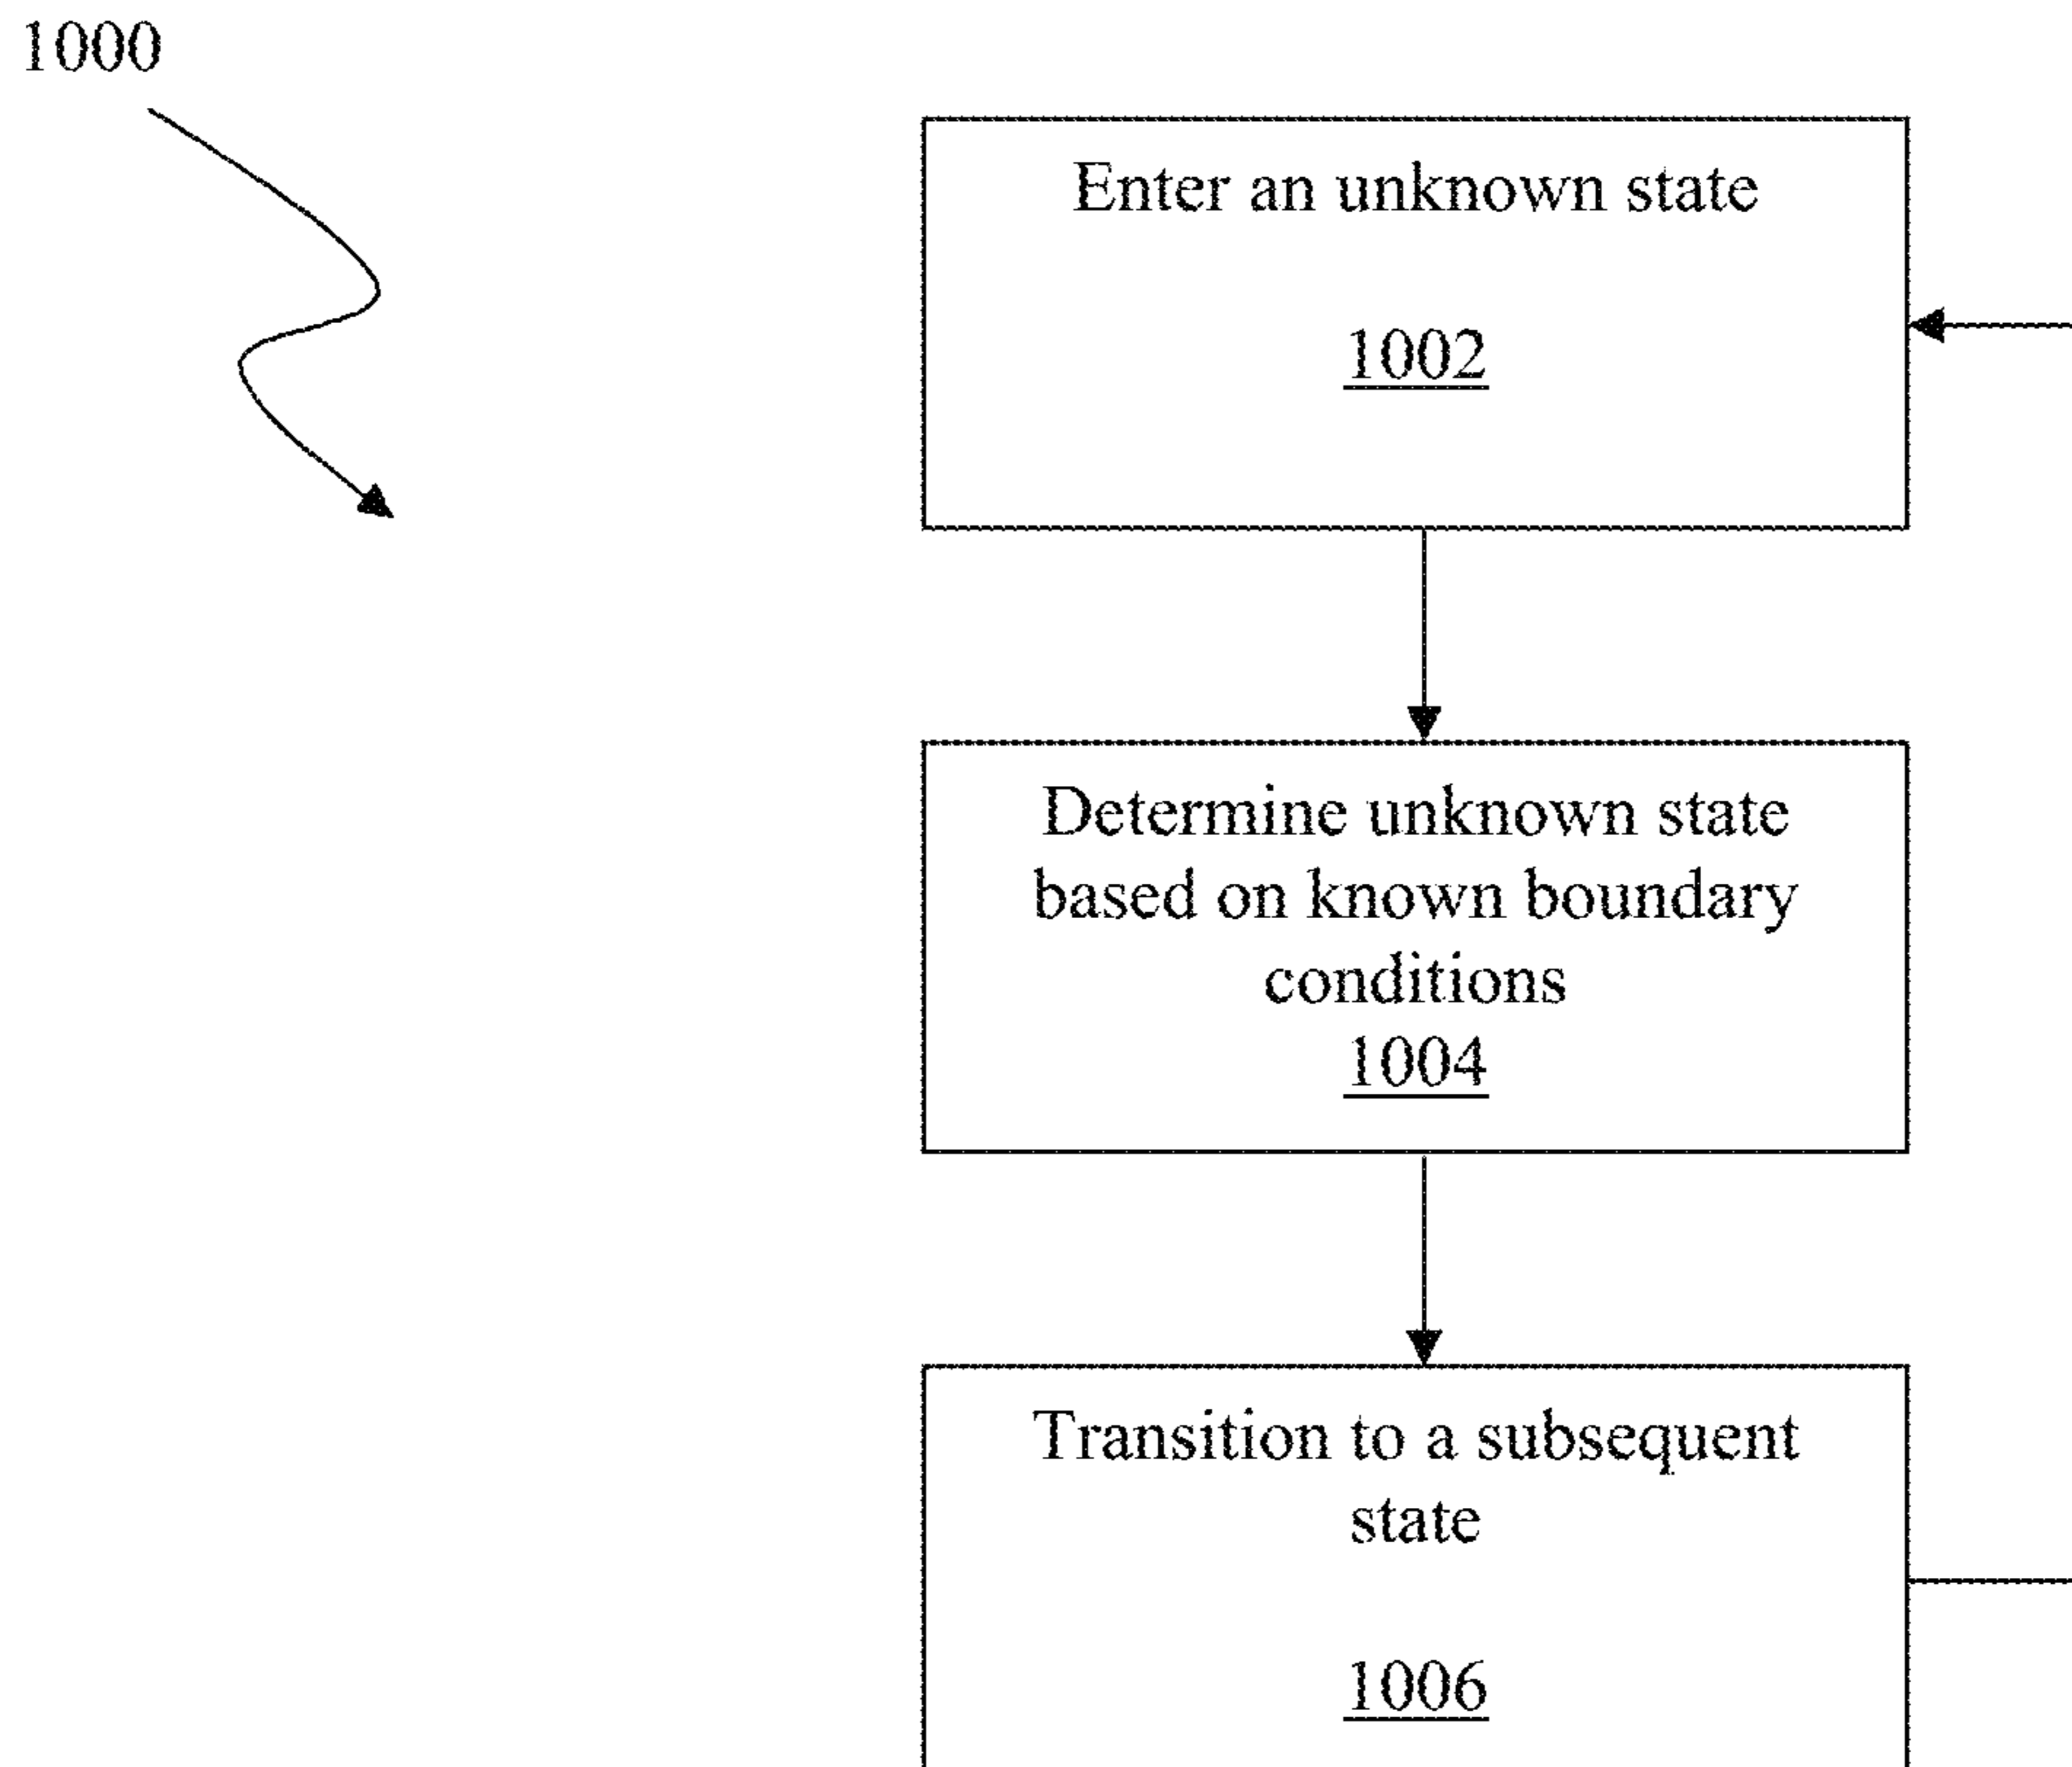 1000
Enter an unknown state
1002
Determine unknown state
based on known boundary
conditions
1004
Transition to a subsequent
state
1006